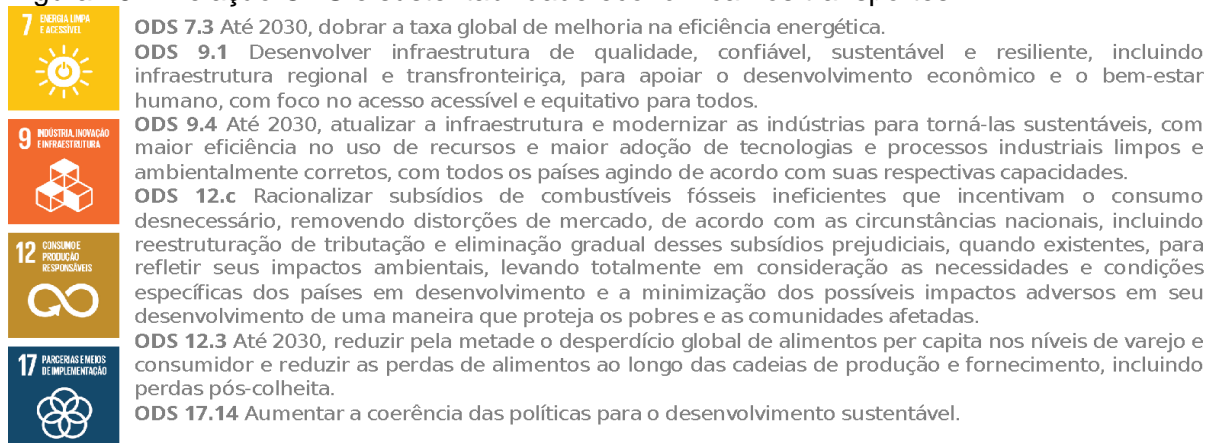 7 ENERGIA LIMPA
E ACESSÍVEL
ODS 7.3 Até 2030, dobrar a taxa global de melhoria na eficiência energética.
ODS 9.1 Desenvolver infraestrutura de qualidade, confiável, sustentável e resiliente, incluindo
infraestrutura regional e transfronteiriça, para apoiar o desenvolvimento econômico e o bem-estar
humano, com foco no acesso acessível e equitativo para todos.
9 INDÚSTRIA, INOVAÇÃO
E INFRAESTRUTURA
ODS 9.4 Até 2030, atualizar a infraestrutura e modernizar as indústrias para torná-las sustentáveis, com
maior eficiência no uso de recursos e maior adoção de tecnologias e processos industriais limpos e
ambientalmente corretos, com todos os países agindo de acordo com suas respectivas capacidades.
ODS 12.c Racionalizar subsídios de combustíveis fósseis ineficientes que incentivam o consumo
desnecessário, removendo distorções de mercado, de acordo com as circunstâncias nacionais, incluindo
12 CONSUMO E
PRODUÇÃO
RESPONSÁVEIS
reestruturação de tributação e eliminação gradual desses subsídios prejudiciais, quando existentes, para
refletir seus impactos ambientais, levando totalmente em consideração as necessidades e condições
específicas dos países em desenvolvimento e a minimização dos possíveis impactos adversos em seu
desenvolvimento de uma maneira que proteja os pobres e as comunidades afetadas.
ODS 12.3 Até 2030, reduzir pela metade o desperdício global de alimentos per capita nos níveis de varejo e
17 PARCERIAS E MEIOS
DE IMPLEMENTAÇÃO
consumidor e reduzir as perdas de alimentos ao longo das cadeias de produção e fornecimento, incluindo
perdas pós-colheita.
ODS 17.14 Aumentar a coerência das políticas para o desenvolvimento sustentável.